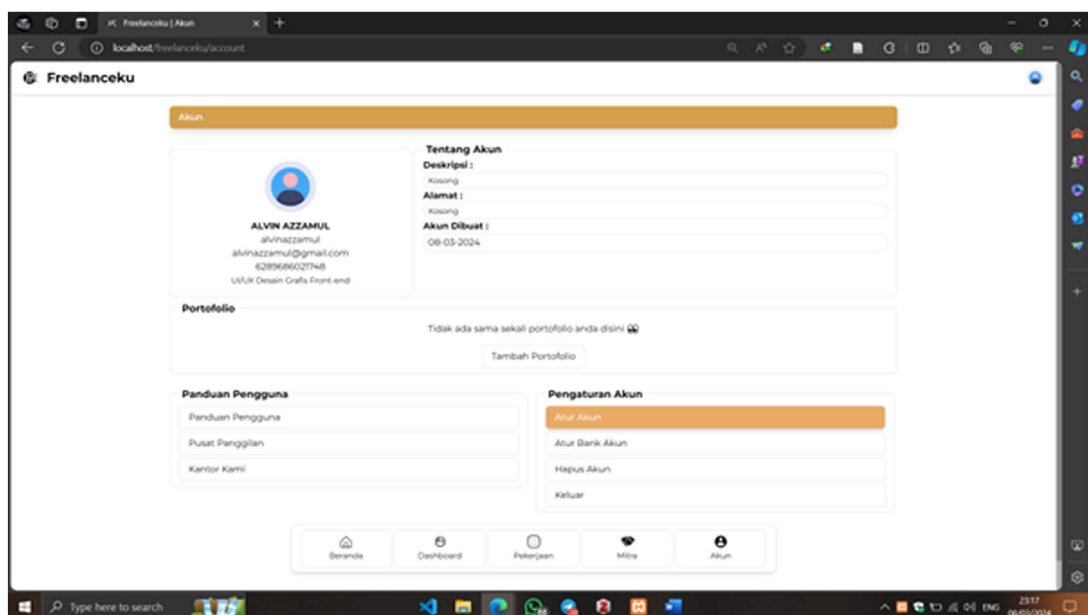 Freelanceku | Akun
localhost/freelanceku/account
Freelanceku
Akun
ALVIN AZZAMUL
alvinazzamul
alvinazzamul@gmail.com
6289686021748
UI/UX Desain Grafis Front-end
Tentang Akun
Deskripsi :
Kosong
Alamat :
Kosong
Akun Dibuat :
08-03-2024
Portofolio
Tidak ada sama sekali portofolio anda disini
Tambah Portofolio
Panduan Pengguna
Panduan Pengguna
Pusat Panggilan
Kantor Kami
Pengaturan Akun
Atur Akun
Atur Bank Akun
Hapus Akun
Keluar
Beranda
Dashboard
Pekerjaan
Mitra
Akun
Type here to search
ENG
23:17
08/03/2024